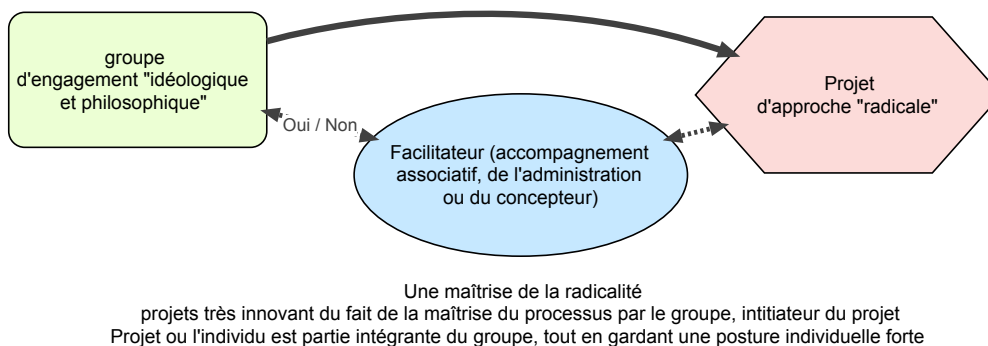 groupe
d'engagement "idéologique
et philosophique"
Projet
d'approche "radicale"
Oui / Non
Facilitateur (accompagnement
associatif, de l'administration
ou du concepteur)
Une maîtrise de la radicalité
projets très innovant du fait de la maîtrise du processus par le groupe, intitiateur du projet
Projet ou l'individu est partie intégrante du groupe, tout en gardant une posture individuelle forte